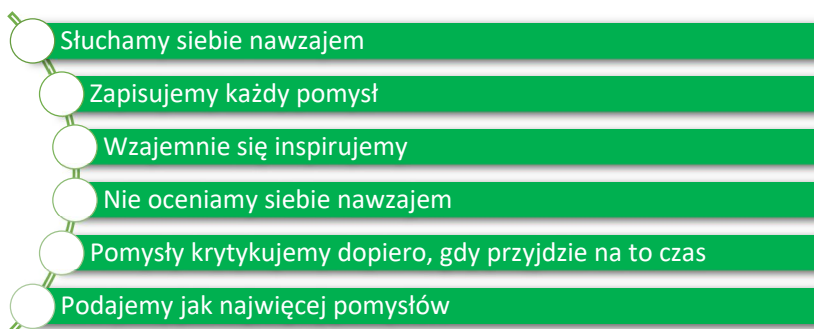 Słuchamy siebie nawzajem
Zapisujemy każdy pomysł
Wzajemnie się inspirujemy
Nie oceniamy siebie nawzajem
Pomysły krytykujemy dopiero, gdy przyjdzie na to czas
Podajemy jak najwięcej pomysłów